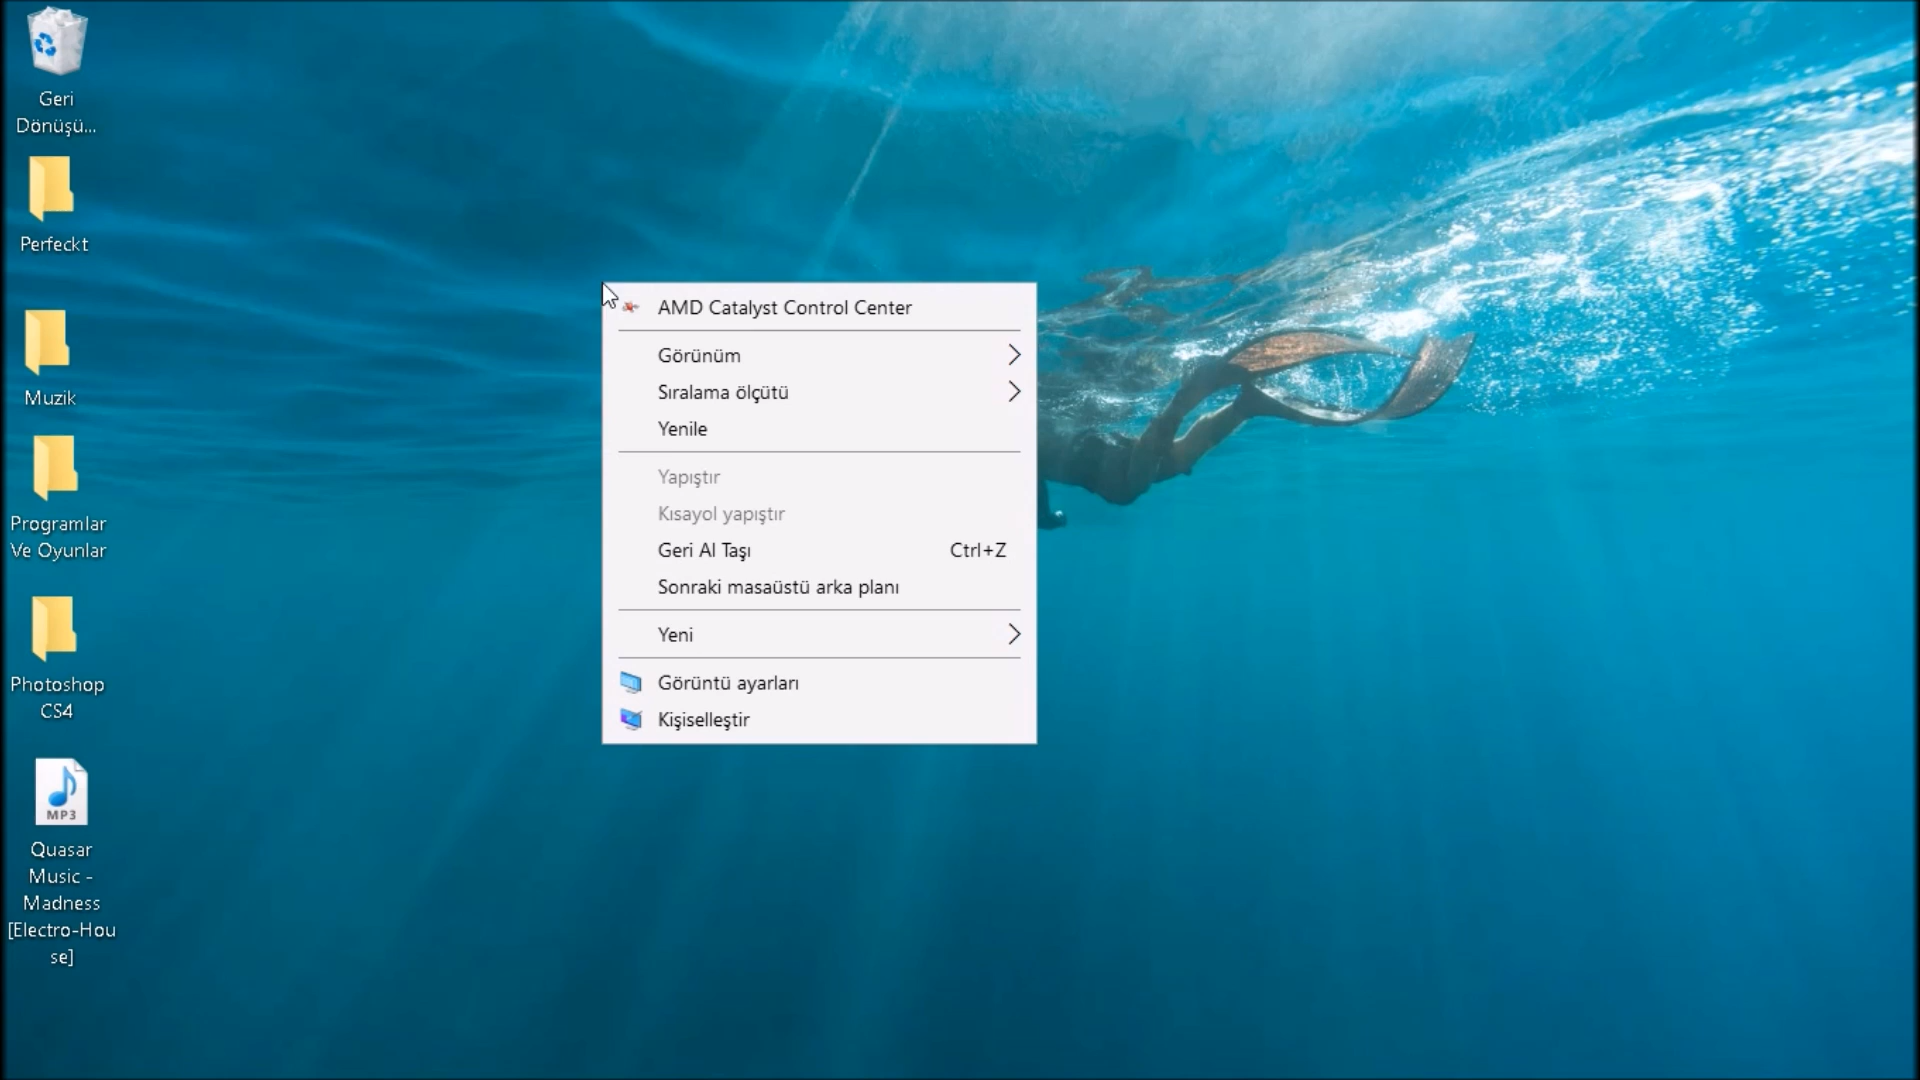 Geri
Dönüşü...
Perfeckt
Muzik
Programlar
Ve Oyunlar
Photoshop
CS4
MP3
Quasar
Music -
Madness
[Electro-Hou
se]
AMD Catalyst Control Center
Görünüm
Sıralama ölçütü
Yenile
Yapıştır
Kısayol yapıştır
Geri Al Taşı Ctrl+Z
Sonraki masaüstü arka planı
Yeni
Görüntü ayarları
Kişiselleştir